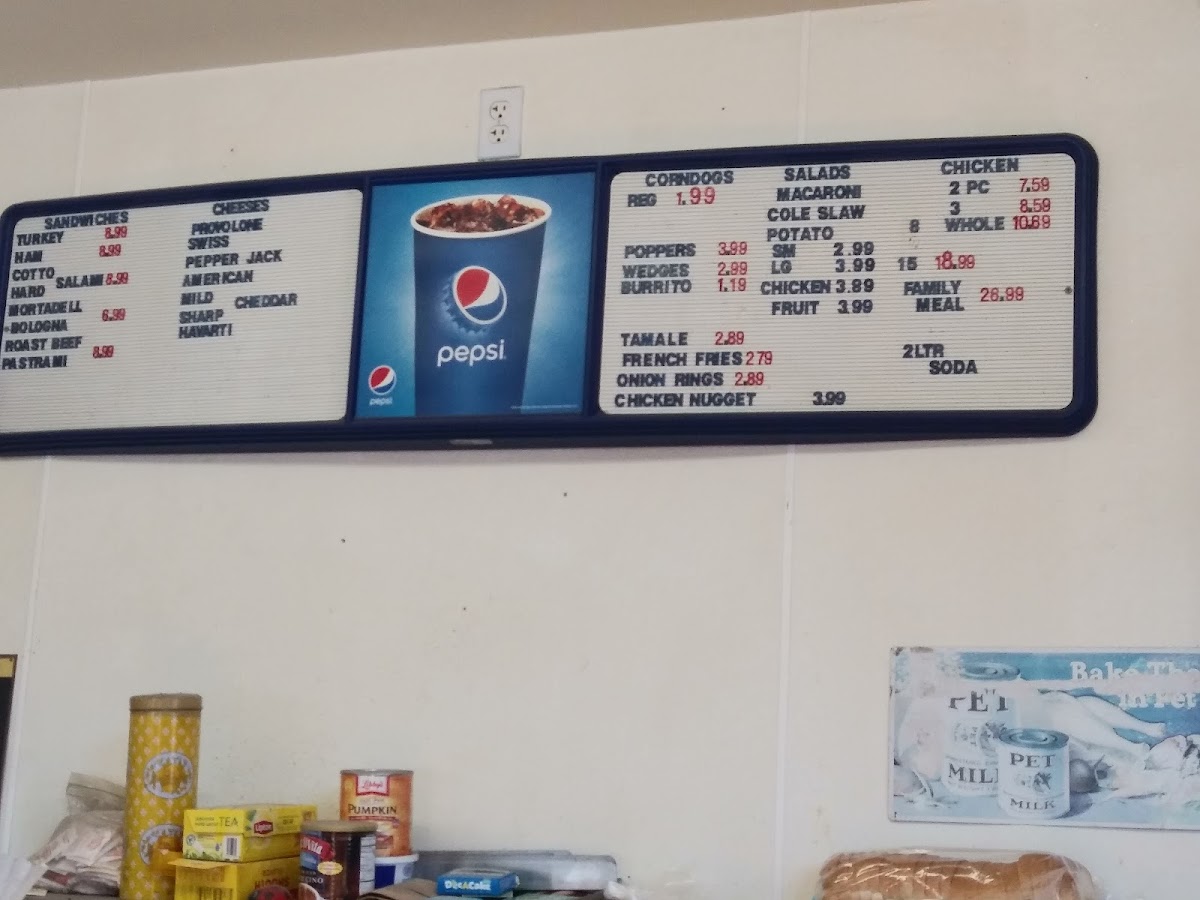 SANDWICHES
TURKEY 8.99
HAM 8.99
COTTO
SALAMI 8.99
HARD
MORTADELL
6.99
BOLOGNA
ROAST BEEF
8.99
PASTRAMI
CHEESES
PROVOLONE
SWISS
PEPPER JACK
AMERICAN
MILD
CHEDDAR
SHARP
HAVARTI
pepsi
pepsi
CORNDOGS
REG 1.99
POPPERS 3.99
WEDGES 2.99
BURRITO 1.19
TAMALE 2.89
FRENCH FRIES 279
ONION RINGS 2.89
CHICKEN NUGGET 3.99
SALADS
MACARONI
COLE SLAW
POTATO
SM 2.99
LG 3.99
CHICKEN 3.89
FRUIT 3.99
CHICKEN
2 PC 7.59
3 8.59
8 WHOLE 10.69
15 18.99
FAMILY
MEAL 26.99
2LTR
SODA
Bake
PET
MILK
PET
MILK
TEA
Lipton
Libby's
PUMPKIN